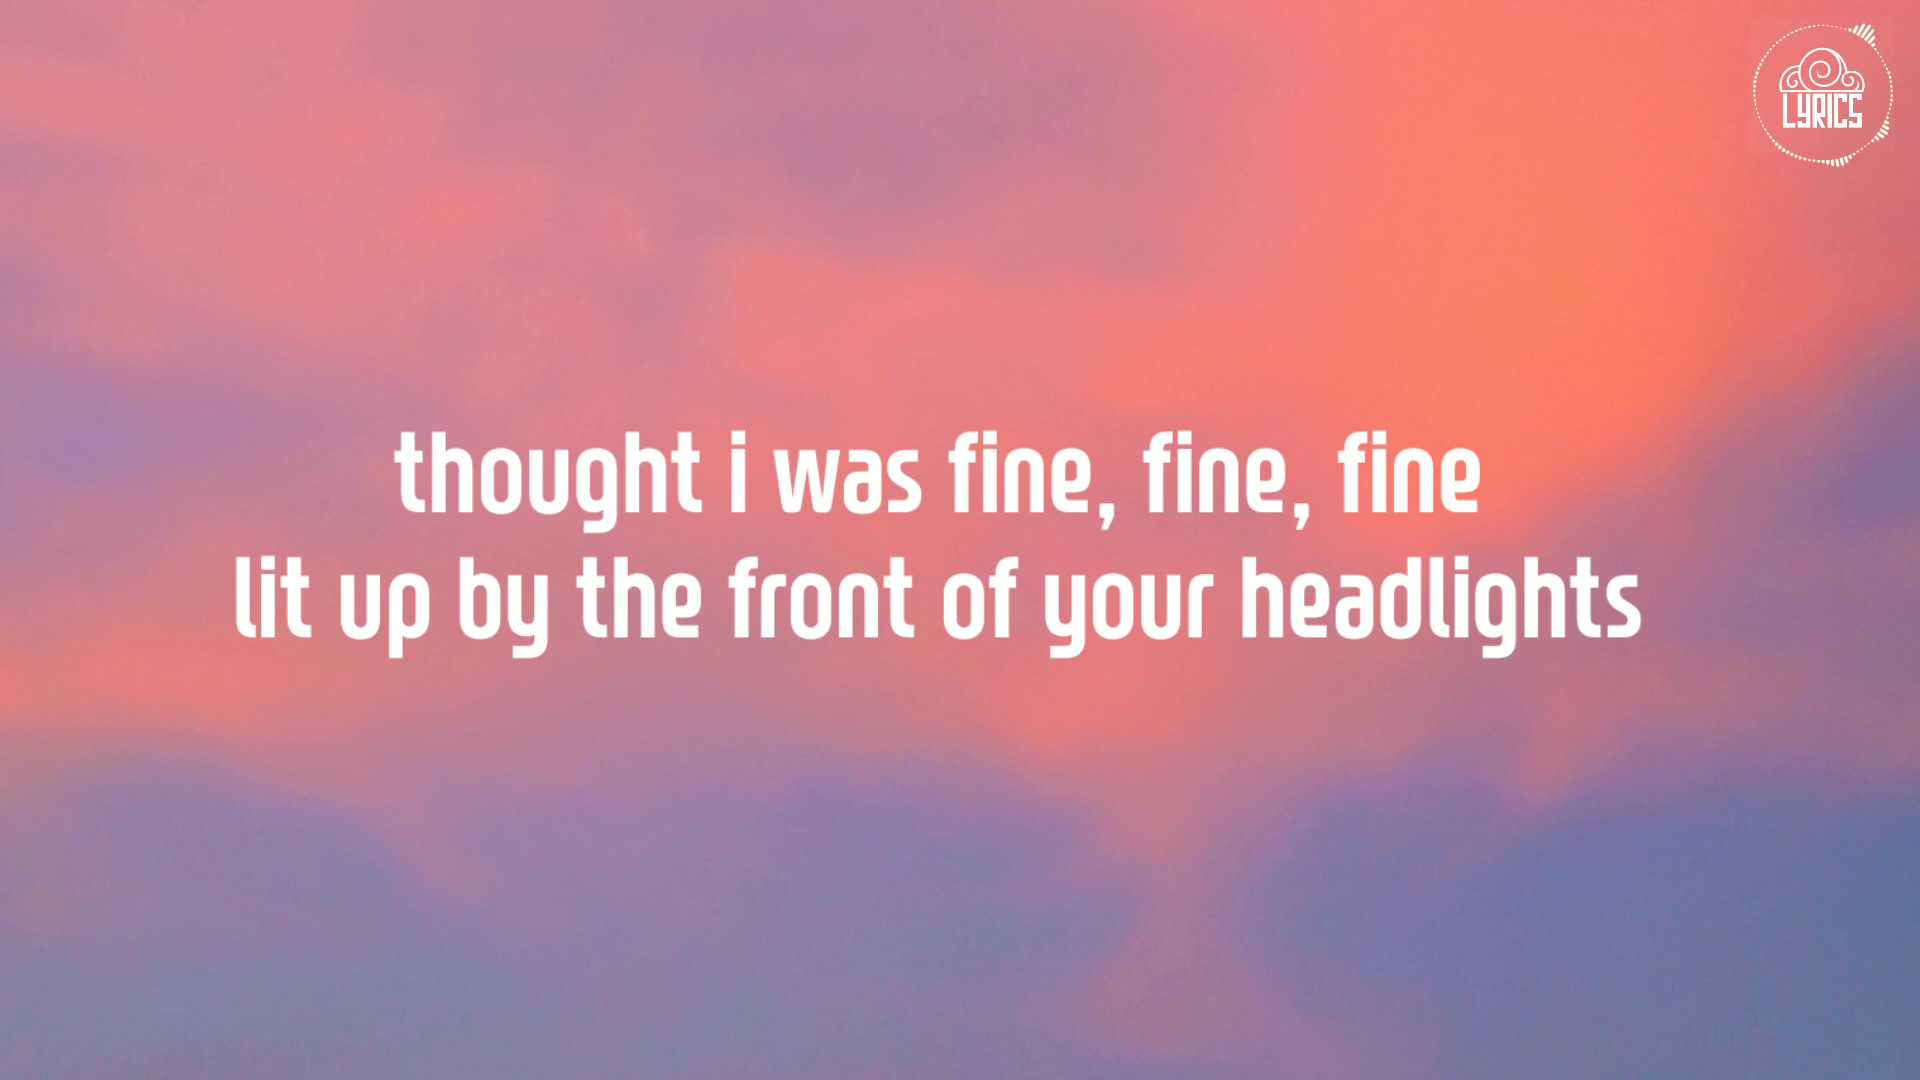 LYRICS
thought i was fine, fine, fine
lit up by the front of your headlights